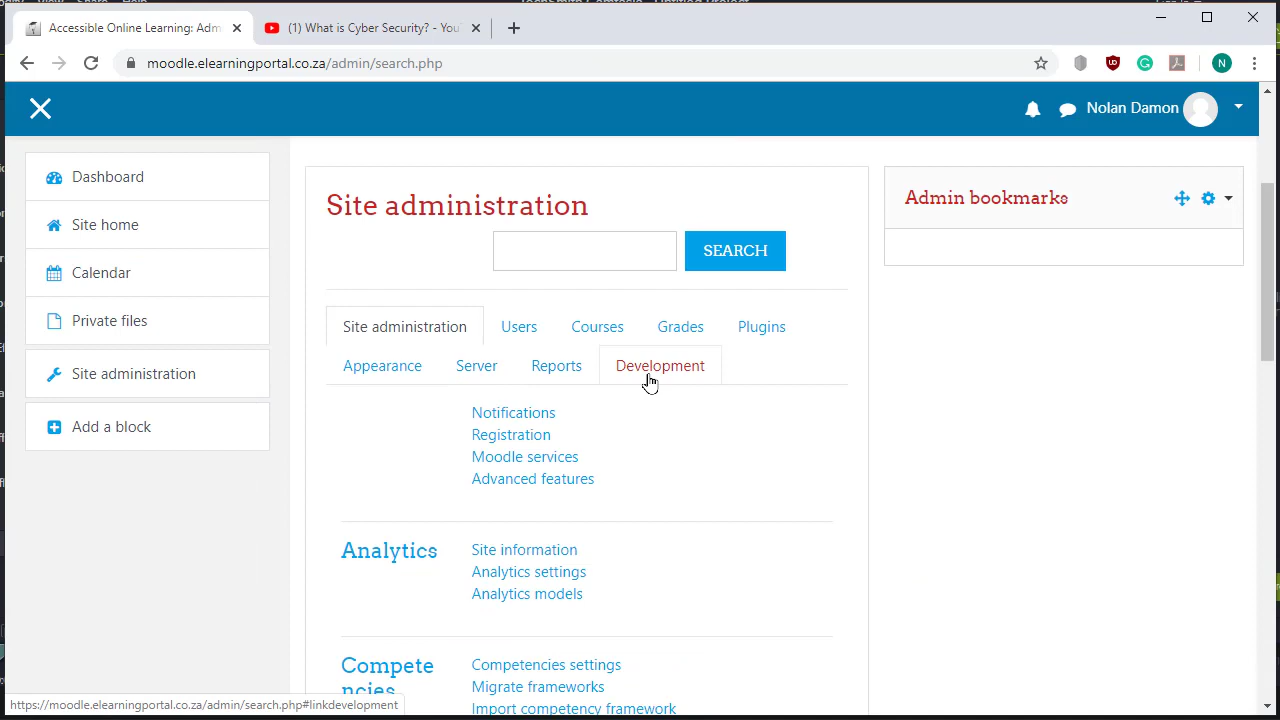 Accessible Online Learning: Adm
(1) What is Cyber Security? - You
moodle.elearningportal.co.za/admin/search.php
Nolan Damon
N
Dashboard
Site home
Calendar
Private files
Site administration
Add a block
Site administration
SEARCH
Site administration Users Courses Grades Plugins
Appearance Server Reports Development
Notifications
Registration
Moodle services
Advanced features
Analytics
Site information
Analytics settings
Analytics models
Compete
ncies
Competencies settings
Migrate frameworks
Import competency framework
Admin bookmarks
https://moodle.elearningportal.co.za/admin/search.php#linkdevelopment